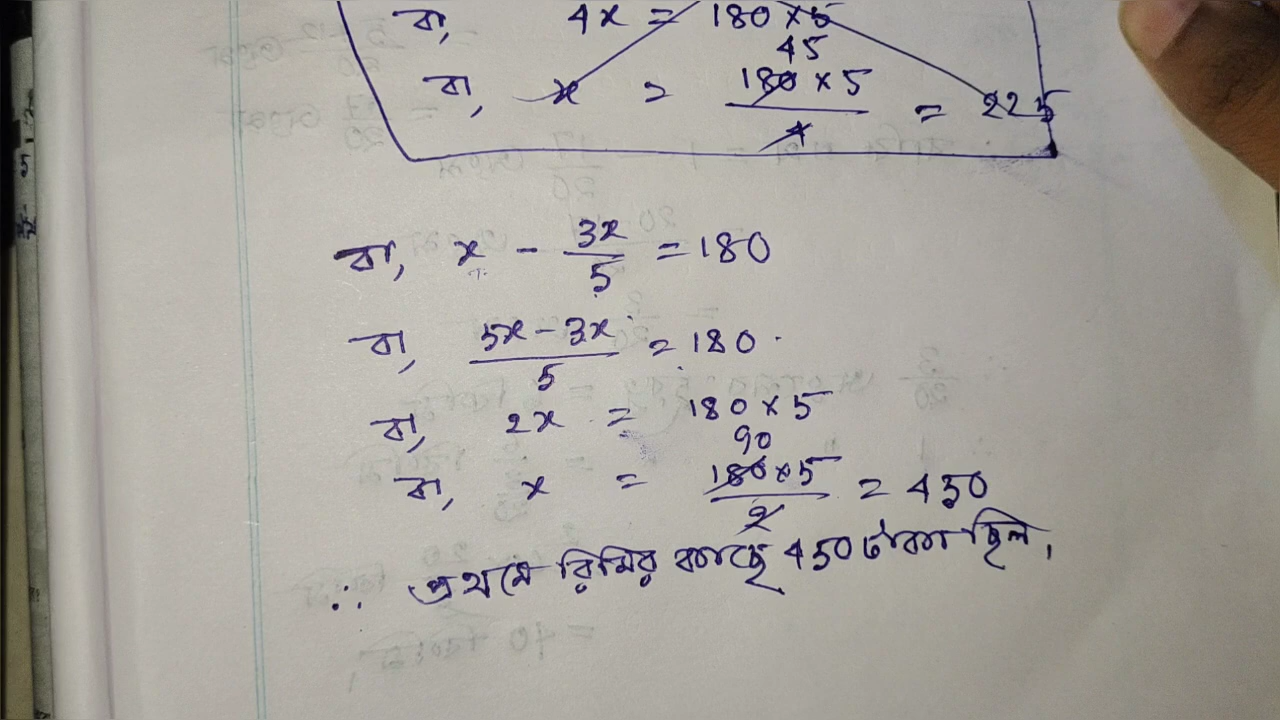 বা, 4x = 180 × 5
বা, x = 180 × 5 / 4 = 225
45
বা, x - 3x/5 = 180
বা, 5x - 3x / 5 = 180
বা, 2x = 180 × 5
90
বা, x = 180 × 5 / 2 = 450
∴ প্রথমে রিমির কাছে 450 টাকা ছিল।